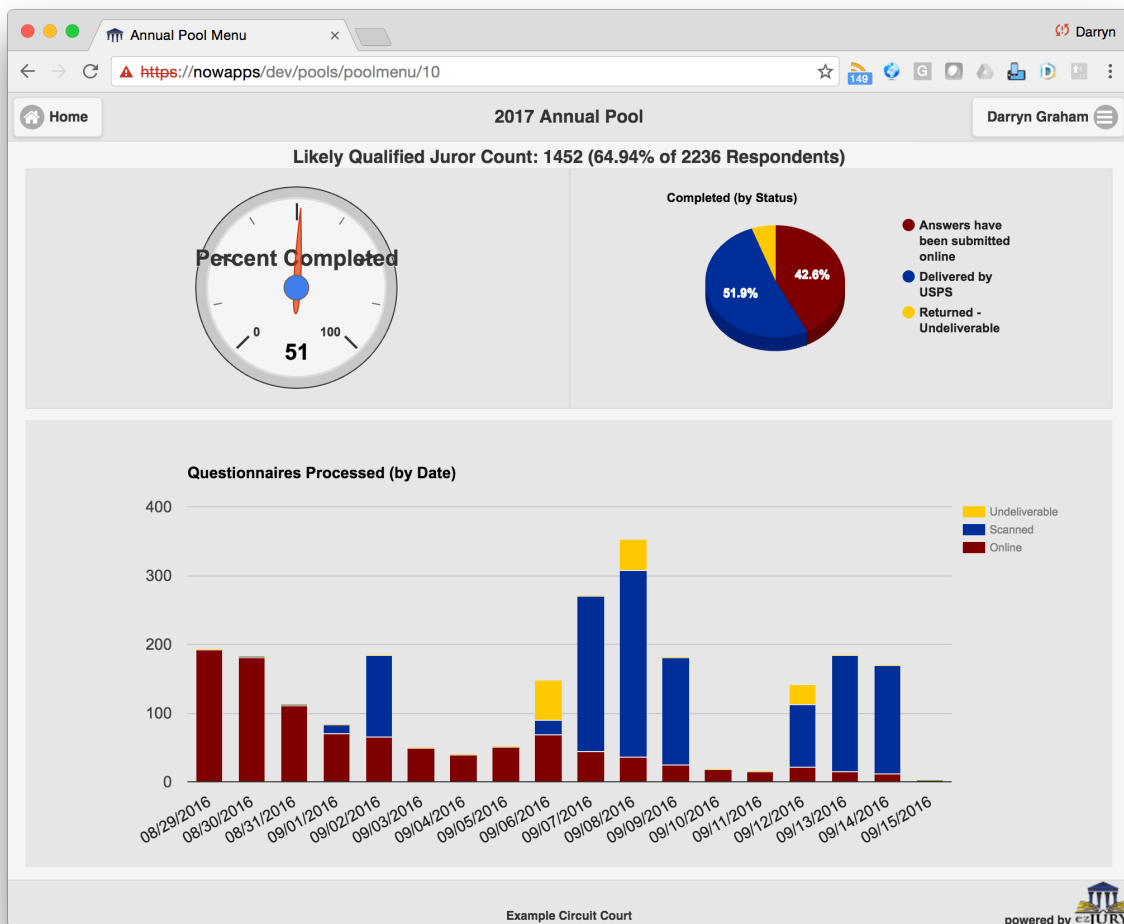 Annual Pool Menu
Darryn
https://nowapps/dev/pools/poolmenu/10
149
G
D
Home
2017 Annual Pool
Darryn Graham
Likely Qualified Juror Count: 1452 (64.94% of 2236 Respondents)
Percent Completed
0
100
51
Completed (by Status)
42.6%
51.9%
Answers have
been submitted
online
Delivered by
USPS
Returned -
Undeliverable
Questionnaires Processed (by Date)
400
300
200
100
0
Undeliverable
Scanned
Online
08/29/2016
08/30/2016
08/31/2016
09/01/2016
09/02/2016
09/03/2016
09/04/2016
09/05/2016
09/06/2016
09/07/2016
09/08/2016
09/09/2016
09/10/2016
09/11/2016
09/12/2016
09/13/2016
09/14/2016
09/15/2016
Example Circuit Court
powered by ezJURY